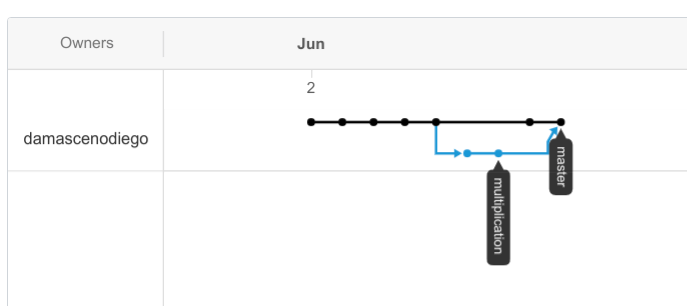 Owners
Jun
2
damascenodiego
master
multiplication